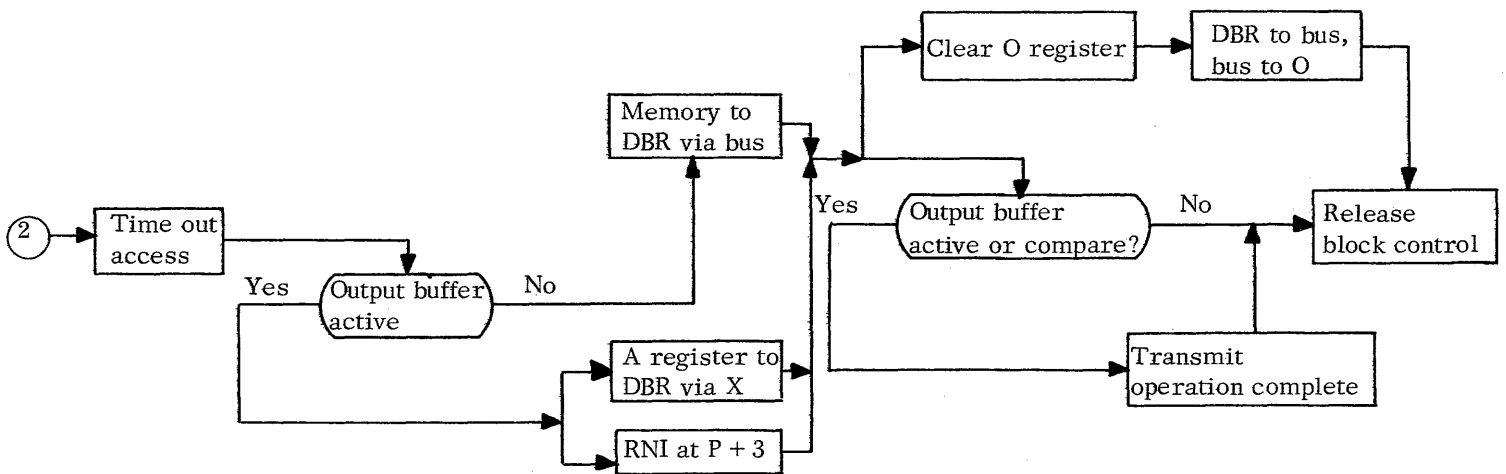 2
Time out
access
Yes
Output buffer
active
No
Memory to
DBR via bus
A register to
DBR via X
RNI at P + 3
Clear O register
DBR to bus,
bus to O
Yes
Output buffer
active or compare?
No
Transmit
operation complete
Release
block control